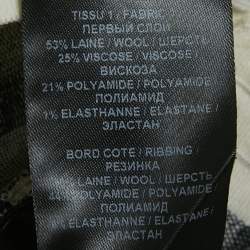 TISSU 1 / FABRIC
ПЕРВЫЙ СЛОЙ
53% LAINE / WOOL / ШЕРСТЬ
25% VISCOSE / VISCOSE /
ВИСКОЗА
21% POLYAMIDE / POLYAMIDE /
ПОЛИАМИД
1% ELASTHANNE / ELASTANE /
ЭЛАСТАН
BORD COTE / RIBBING /
РЕЗИНКА
LAINE / WOOL / ШЕРСТЬ
POLYAMIDE / POLYAMIDE /
ПОЛИАМИД
ELASTHANNE / ELASTANE /
ЭЛАСТАН